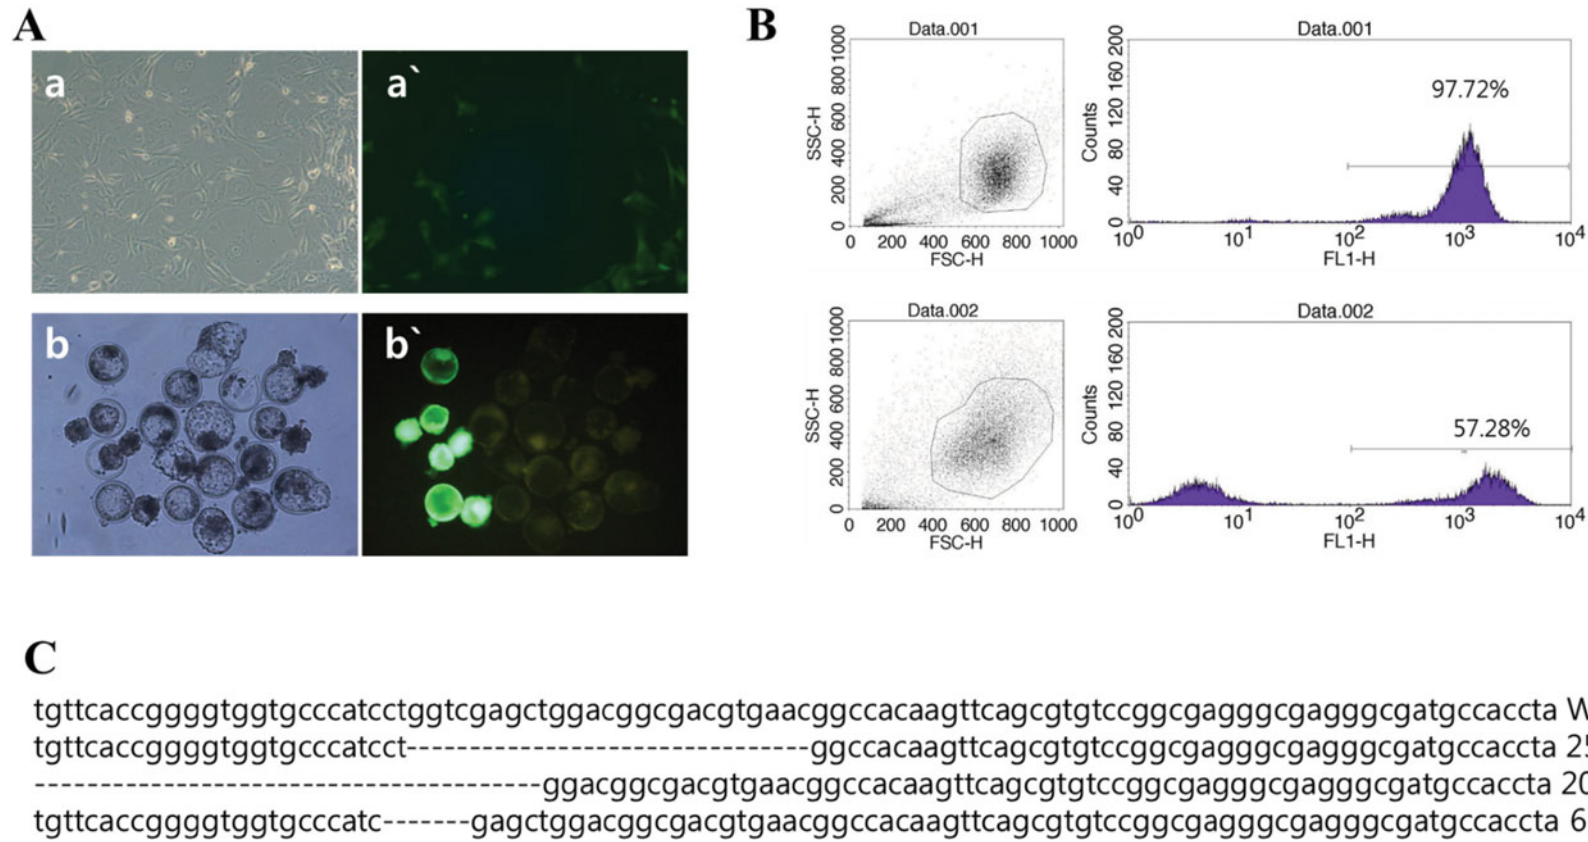 A
a
a`
b
b`
B
Data.001
SSC-H
0 200 400 600 800 1000
0 200 400 600 800 1000
FSC-H
Data.001
97.72%
Counts
0 40 80 120 160 200
10^0 10^1 10^2 10^3 10^4
FL1-H
Data.002
SSC-H
0 200 400 600 800 1000
0 200 400 600 800 1000
FSC-H
Data.002
57.28%
Counts
0 40 80 120 160 200
10^0 10^1 10^2 10^3 10^4
FL1-H
C
tgttcaccggggtggtgcccatcctggtcgagctggacggcgacgtgaacggccacaagttcagcgtgtccggcgagggcgagggcgatgccaccta W
tgttcaccggggtggtgcccatcct--------------------------------ggccacaagttcagcgtgtccggcgagggcgagggcgatgccaccta 25
----------------------------------------ggacggcgacgtgaacggccacaagttcagcgtgtccggcgagggcgagggcgatgccaccta 20
tgttcaccggggtggtgcccatc-------gagctggacggcgacgtgaacggccacaagttcagcgtgtccggcgagggcgagggcgatgccaccta 6